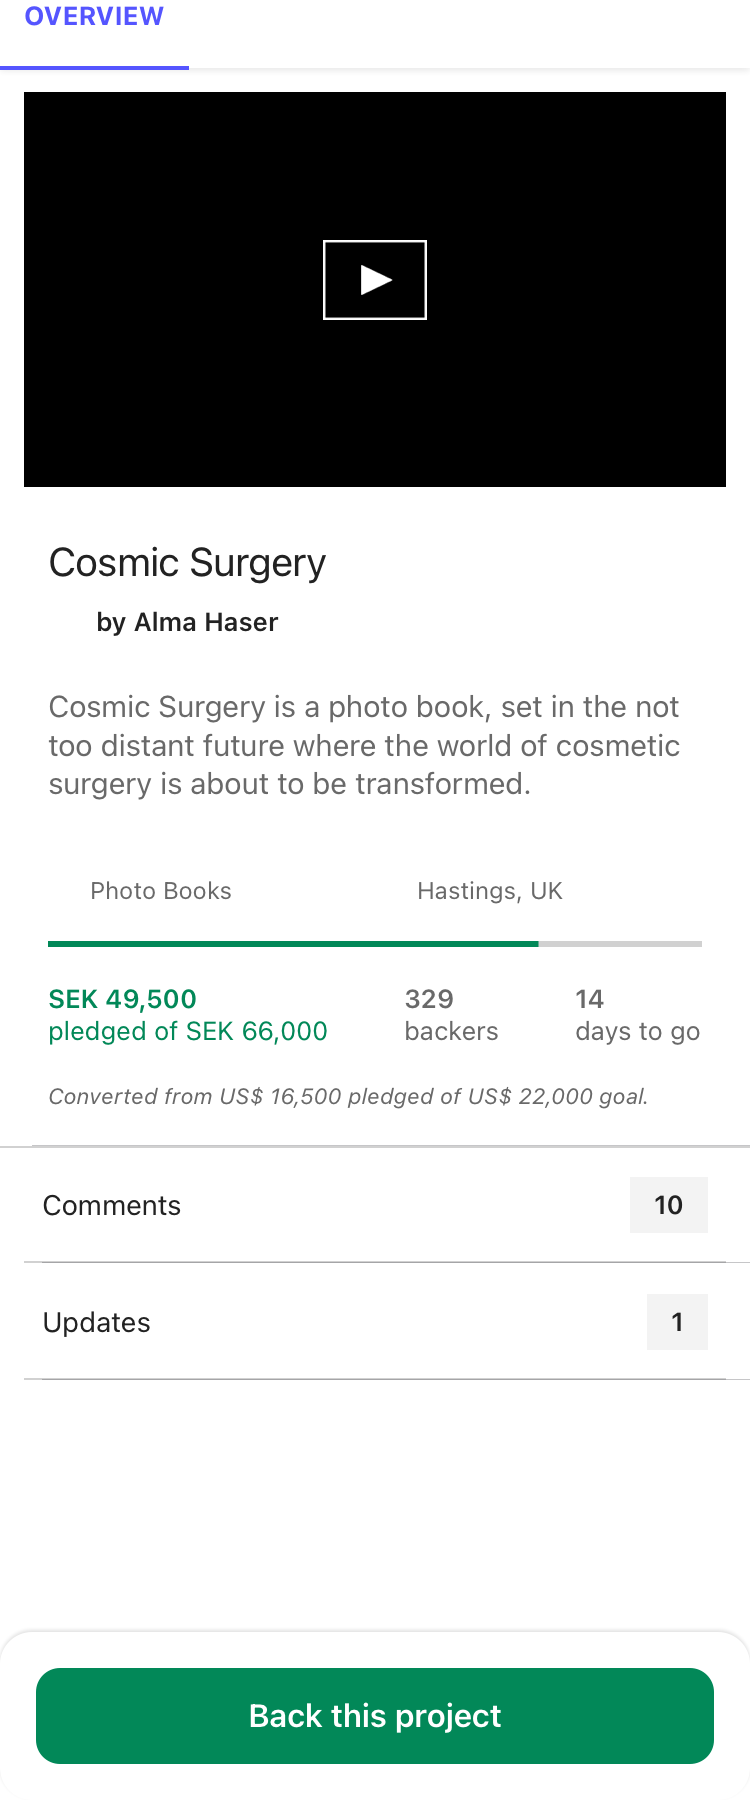 OVERVIEW
Cosmic Surgery
by Alma Haser
Cosmic Surgery is a photo book, set in the not
too distant future where the world of cosmetic
surgery is about to be transformed.
Photo Books
Hastings, UK
SEK 49,500
pledged of SEK 66,000
329
backers
14
days to go
Converted from US$ 16,500 pledged of US$ 22,000 goal.
Comments
10
Updates
1
Back this project